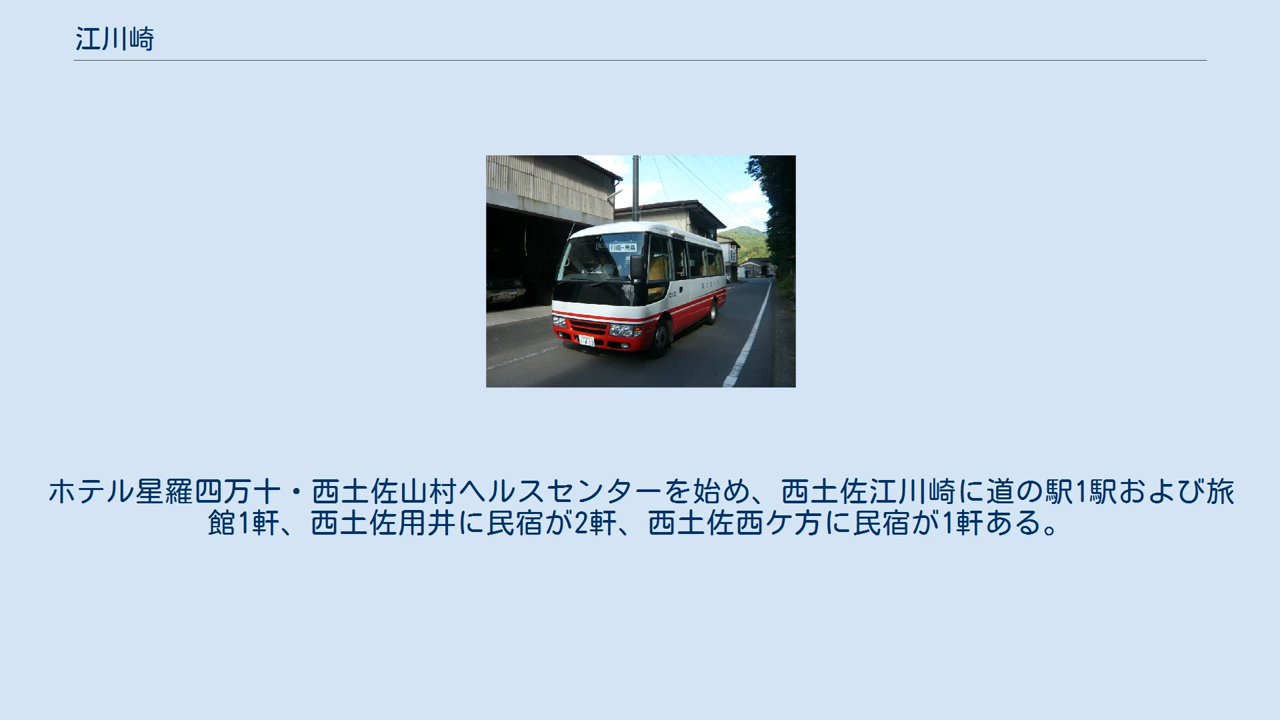 江川崎
ホテル星羅四万十・西土佐山村ヘルスセンターを始め、西土佐江川崎に道の駅1駅および旅
館1軒、西土佐用井に民宿が2軒、西土佐西ケ方に民宿が1軒ある。